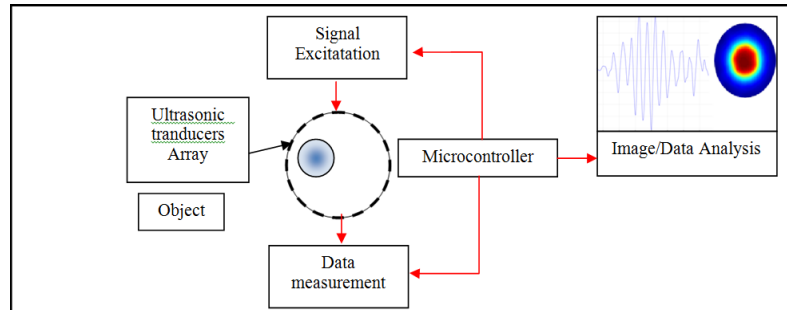 Signal
Excitatation
Ultrasonic
tranducers
Array
Microcontroller
Image/Data Analysis
Object
Data
measurement